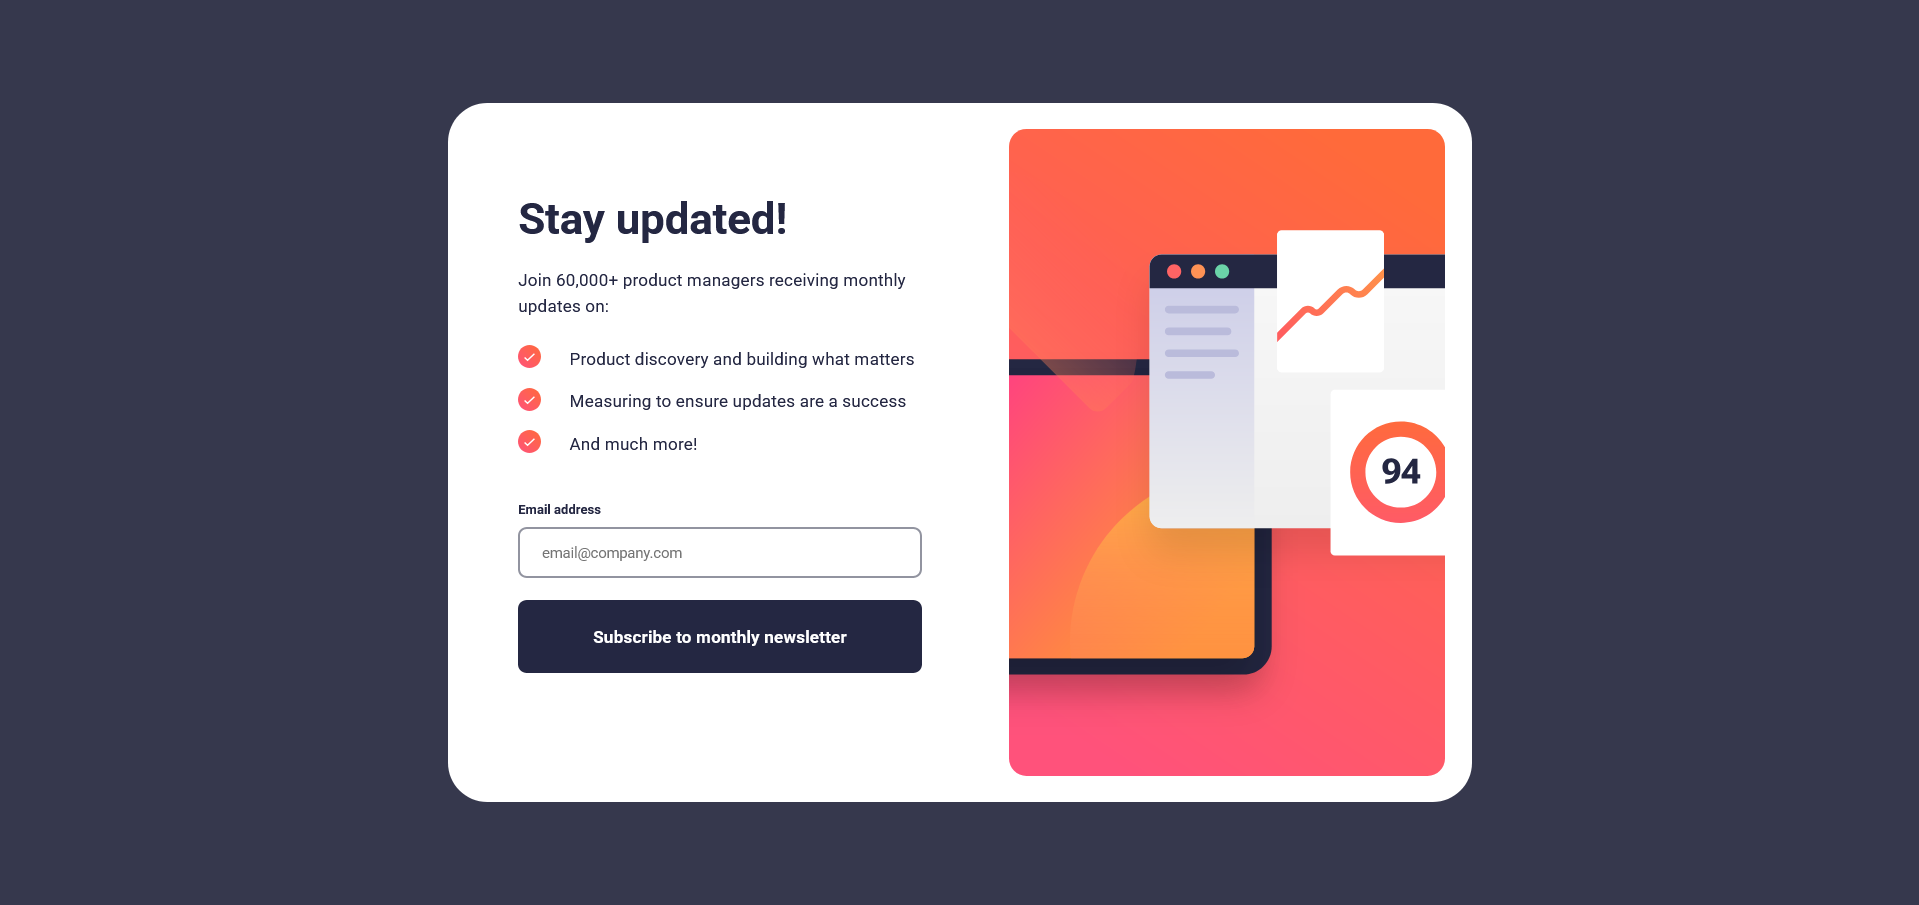 Stay updated!
Join 60,000+ product managers receiving monthly
updates on:
Product discovery and building what matters
Measuring to ensure updates are a success
And much more!
Email address
email@company.com
Subscribe to monthly newsletter
94